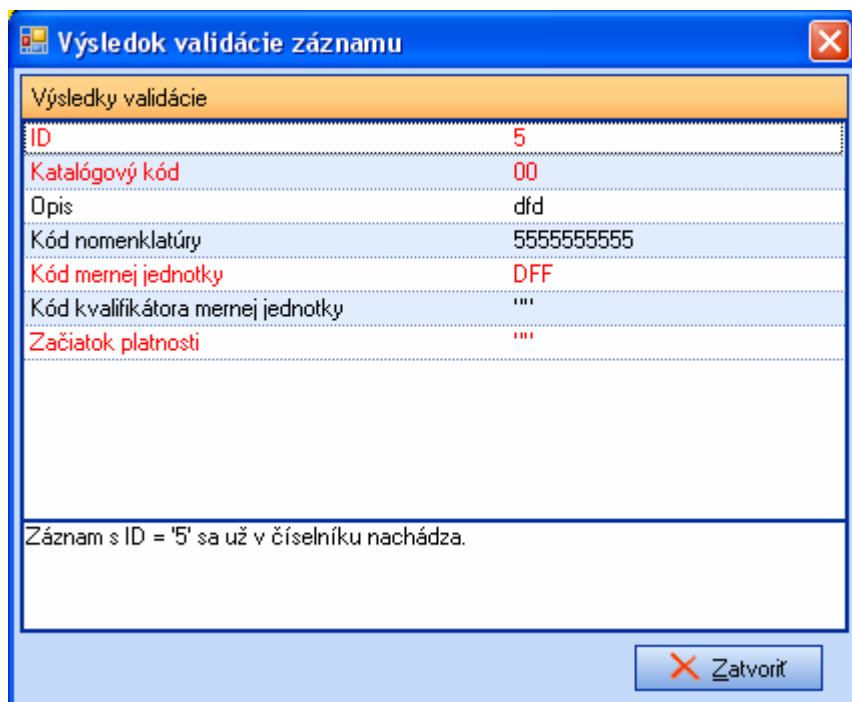 Výsledok validácie záznamu
Výsledky validácie
ID 5
Katalógový kód 00
Opis dfd
Kód nomenklatúry 5555555555
Kód mernej jednotky DFF
Kód kvalifikátora mernej jednotky ""
Začiatok platnosti ""
Záznam s ID = '5' sa už v číselníku nachádza.
Zatvoriť